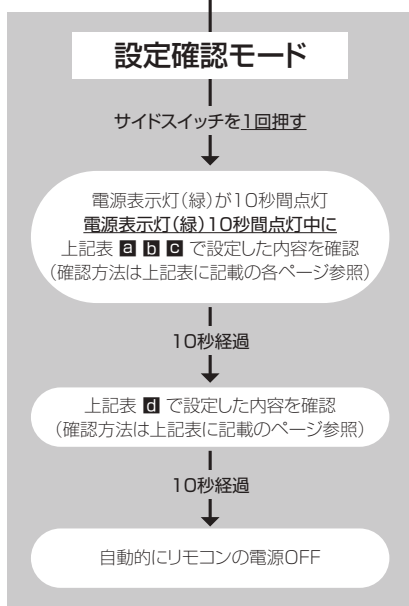 設定確認モード
サイドスイッチを1回押す
電源表示灯(緑)が10秒間点灯
電源表示灯(緑)10秒間点灯中に
上記表 a b c で設定した内容を確認
(確認方法は上記表に記載の各ページ参照)
10秒経過
上記表 d で設定した内容を確認
(確認方法は上記表に記載のページ参照)
10秒経過
自動的にリモコンの電源OFF